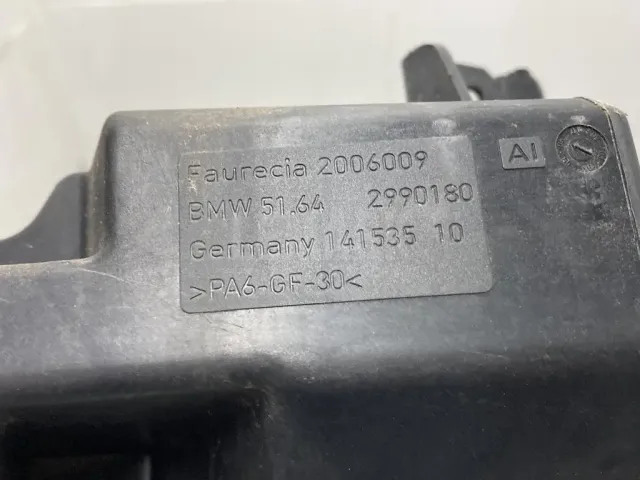 Faurecia 2006009
AI
BMW 51.64 2990180
Germany 141535 10
>PA6-GF-30<